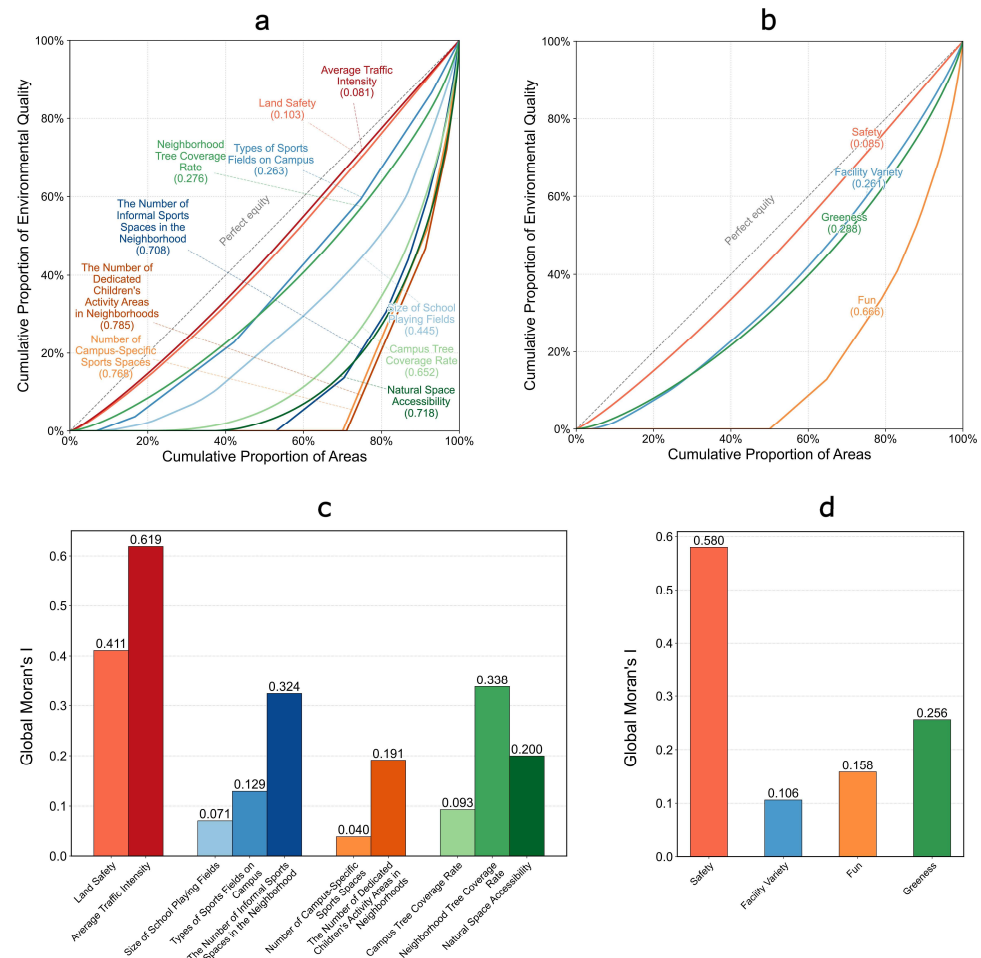 a
100%
80%
60%
40%
20%
0%
0%
20%
40%
60%
80%
100%
Cumulative Proportion of Environmental Quality
Cumulative Proportion of Areas
Average Traffic
Intensity
(0.081)
Land Safety
(0.103)
Neighborhood
Tree Coverage
Rate
(0.276)
Types of Sports
Fields on Campus
(0.263)
The Number of
Informal Sports
Spaces in the
Neighborhood
(0.708)
Perfect equity
The Number of
Dedicated
Children's
Activity Areas
in Neighborhoods
(0.785)
Number of
Campus-Specific
Sports Spaces
(0.768)
Size of School
Playing Fields
(0.445)
Campus Tree
Coverage Rate
(0.652)
Natural Space
Accessibility
(0.718)
b
100%
80%
60%
40%
20%
0%
0%
20%
40%
60%
80%
100%
Cumulative Proportion of Environmental Quality
Cumulative Proportion of Areas
Safety
(0.085)
Facility Variety
(0.261)
Greeness
(0.288)
Perfect equity
Fun
(0.666)
c
Global Moran's I
0.6
0.5
0.4
0.3
0.2
0.1
0.0
0.411
0.619
0.071
0.129
0.324
0.040
0.191
0.093
0.338
0.200
Land Safety
Average Traffic Intensity
Size of School Playing Fields
Types of Sports Fields on
Campus
The Number of Informal Sports
Spaces in the Neighborhood
Number of Campus-Specific
Sports Spaces
The Number of Dedicated
Children's Activity Areas in
Neighborhoods
Campus Tree Coverage Rate
Neighborhood Tree Coverage
Rate
Natural Space Accessibility
d
Global Moran's I
0.6
0.5
0.4
0.3
0.2
0.1
0.0
0.580
0.106
0.158
0.256
Safety
Facility Variety
Fun
Greeness